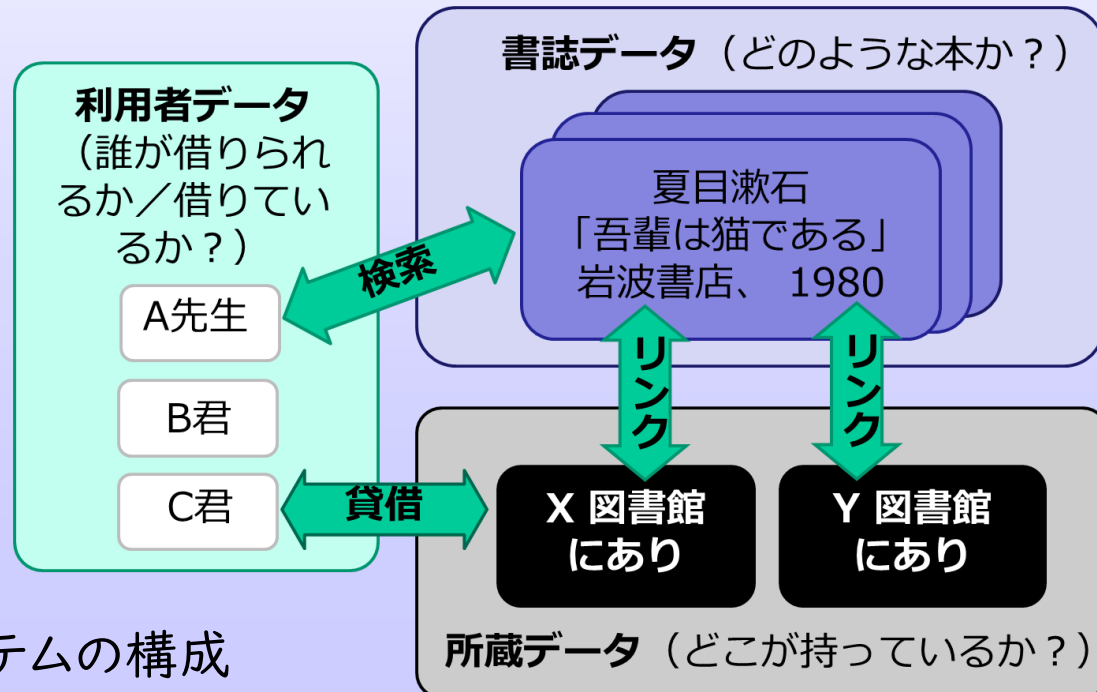 書誌データ（どのような本か？）
利用者データ
（誰が借りられ
るか／借りてい
るか？）
夏目漱石
「吾輩は猫である」
岩波書店、 1980
検索
A先生
リンク
リンク
B君
C君
貸借
X 図書館
にあり
Y 図書館
にあり
テムの構成
所蔵データ（どこが持っているか？）